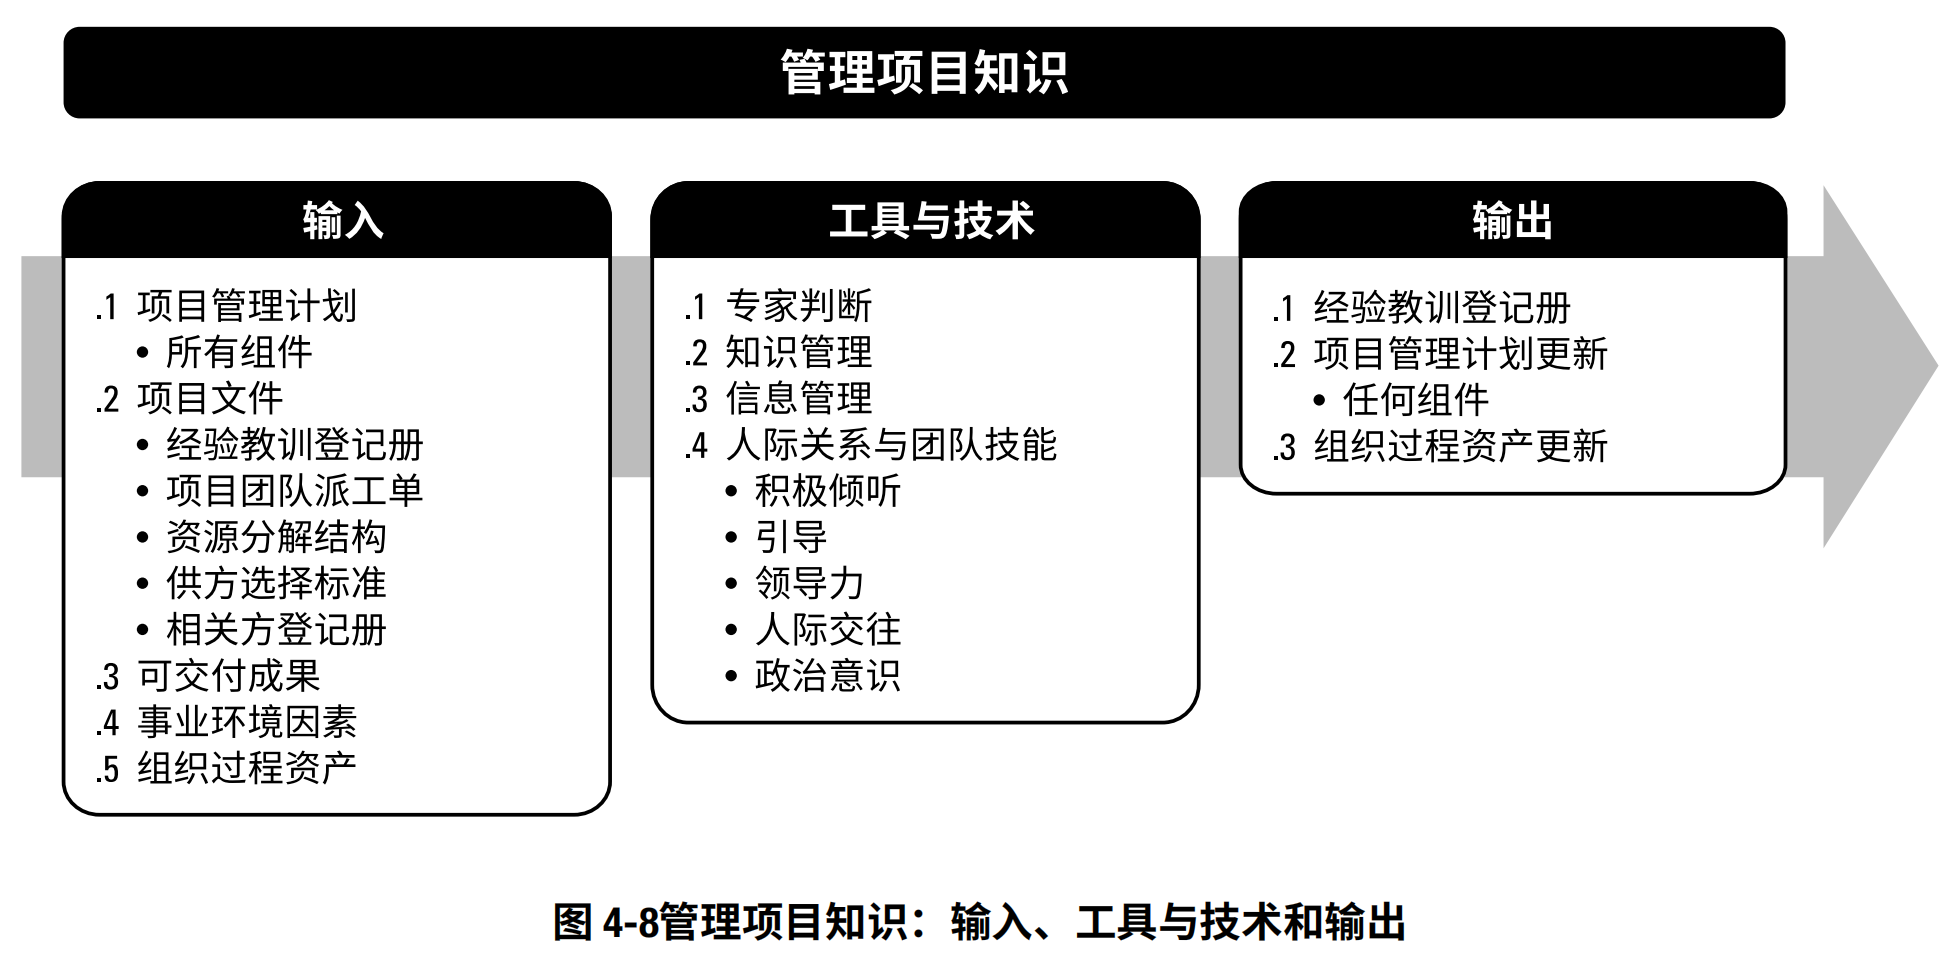 管理项目知识
输入
.1 项目管理计划
• 所有组件
.2 项目文件
• 经验教训登记册
• 项目团队派工单
• 资源分解结构
• 供方选择标准
• 相关方登记册
.3 可交付成果
.4 事业环境因素
.5 组织过程资产
工具与技术
.1 专家判断
.2 知识管理
.3 信息管理
.4 人际关系与团队技能
• 积极倾听
• 引导
• 领导力
• 人际交往
• 政治意识
输出
.1 经验教训登记册
.2 项目管理计划更新
• 任何组件
.3 组织过程资产更新
图 4-8管理项目知识：输入、工具与技术和输出